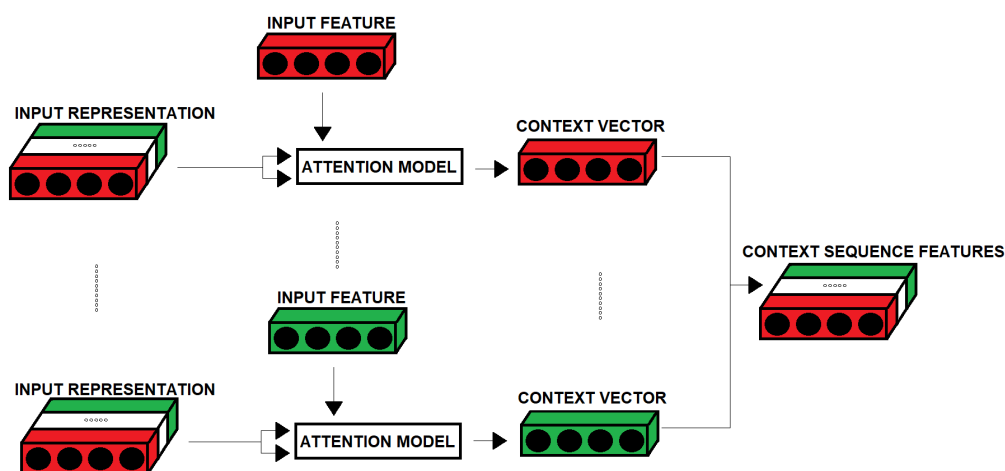 INPUT FEATURE
INPUT REPRESENTATION
CONTEXT VECTOR
ATTENTION MODEL
CONTEXT SEQUENCE FEATURES
INPUT FEATURE
INPUT REPRESENTATION
CONTEXT VECTOR
ATTENTION MODEL